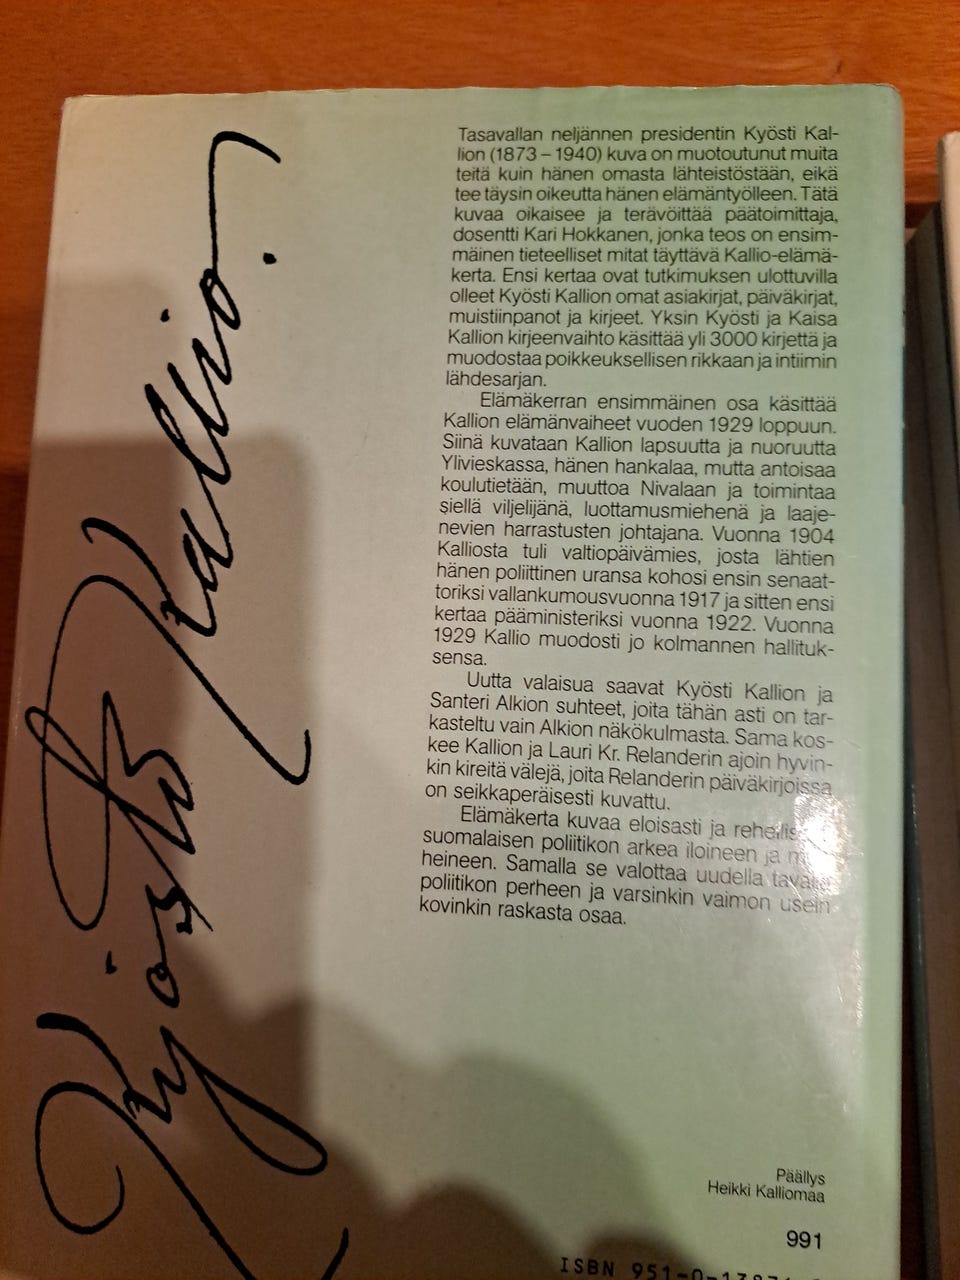 Kyösti Kallio.
Tasavallan neljännen presidentin Kyösti Kal-
lion (1873 – 1940) kuva on muotoutunut muita
teitä kuin hänen omasta lähteistöstään, eikä
tee täysin oikeutta hänen elämäntyölleen. Tätä
kuvaa oikaisee ja terävöittää päätoimittaja,
dosentti Kari Hokkanen, jonka teos on ensim-
mäinen tieteelliset mitat täyttävä Kallio-elämä-
kerta. Ensi kertaa ovat tutkimuksen ulottuvilla
olleet Kyösti Kallion omat asiakirjat, päiväkirjat,
muistiinpanot ja kirjeet. Yksin Kyösti ja Kaisa
Kallion kirjeenvaihto käsittää yli 3000 kirjettä ja
muodostaa poikkeuksellisen rikkaan ja intiimin
lähdesarjan.
Elämäkerran ensimmäinen osa käsittää
Kallion elämänvaiheet vuoden 1929 loppuun.
Siinä kuvataan Kallion lapsuutta ja nuoruutta
Ylivieskassa, hänen hankalaa, mutta antoisaa
koulutietään, muuttoa Nivalaan ja toimintaa
siellä viljelijänä, luottamusmiehenä ja laaje-
nevien harrastusten johtajana. Vuonna 1904
Kalliosta tuli valtiopäivämies, josta lähtien
hänen poliittinen uransa kohosi ensin senaat-
toriksi vallankumousvuonna 1917 ja sitten ensi
kertaa pääministeriksi vuonna 1922. Vuonna
1929 Kallio muodosti jo kolmannen hallituk-
sensa.
Uutta valaisua saavat Kyösti Kallion ja
Santeri Alkion suhteet, joita tähän asti on tar-
kasteltu vain Alkion näkökulmasta. Sama kos-
kee Kallion ja Lauri Kr. Relanderin ajoin hyvin-
kin kireitä välejä, joita Relanderin päiväkirjoissa
on seikkaperäisesti kuvattu.
Elämäkerta kuvaa eloisasti ja
suomalaisen poliitikon arkea iloineen ja
heineen. Samalla se valottaa uudella tavalla
poliitikon perheen ja varsinkin vaimon usein
kovinkin raskasta osaa.
Päällys
Heikki Kalliomaa
991
ISBN 951-0-